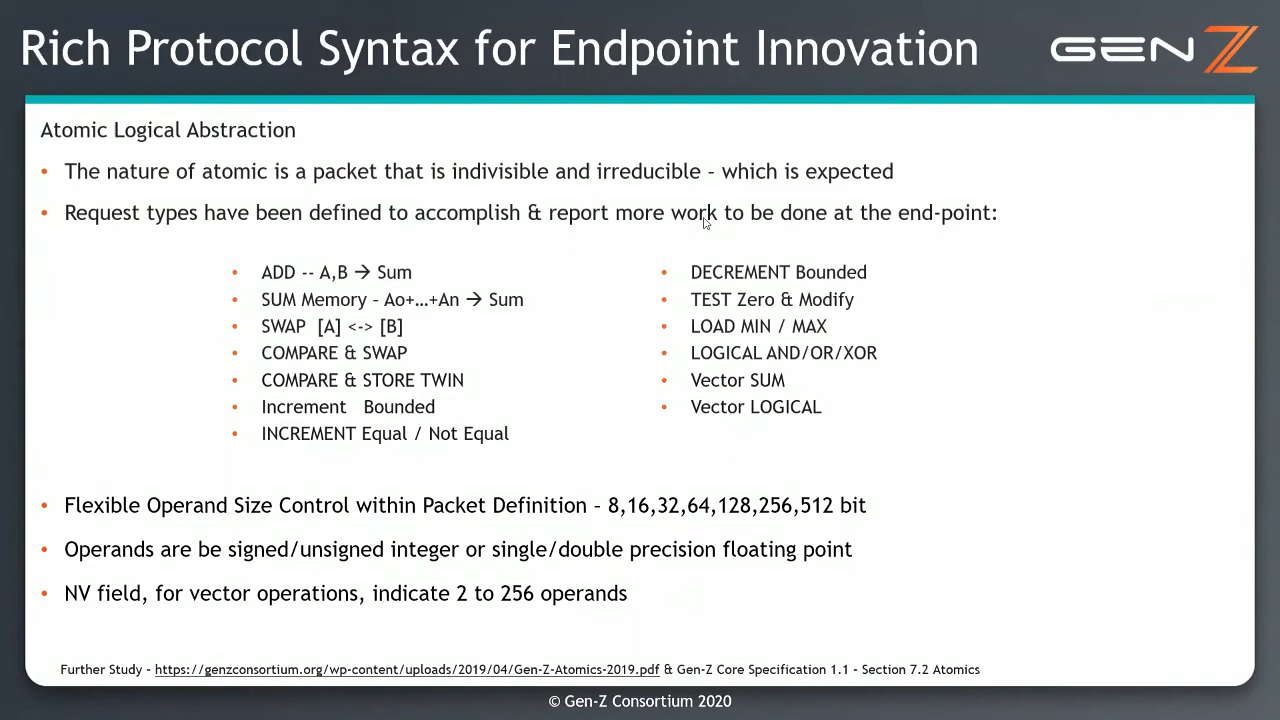 Rich Protocol Syntax for Endpoint Innovation
GEN Z
Atomic Logical Abstraction
• The nature of atomic is a packet that is indivisible and irreducible – which is expected
• Request types have been defined to accomplish & report more work to be done at the end-point:
• ADD -- A,B → Sum
• SUM Memory – Ao+…+An → Sum
• SWAP [A] <-> [B]
• COMPARE & SWAP
• COMPARE & STORE TWIN
• Increment Bounded
• INCREMENT Equal / Not Equal
• DECREMENT Bounded
• TEST Zero & Modify
• LOAD MIN / MAX
• LOGICAL AND/OR/XOR
• Vector SUM
• Vector LOGICAL
• Flexible Operand Size Control within Packet Definition – 8,16,32,64,128,256,512 bit
• Operands are be signed/unsigned integer or single/double precision floating point
• NV field, for vector operations, indicate 2 to 256 operands
Further Study – https://genzconsortium.org/wp-content/uploads/2019/04/Gen-Z-Atomics-2019.pdf & Gen-Z Core Specification 1.1 – Section 7.2 Atomics
© Gen-Z Consortium 2020